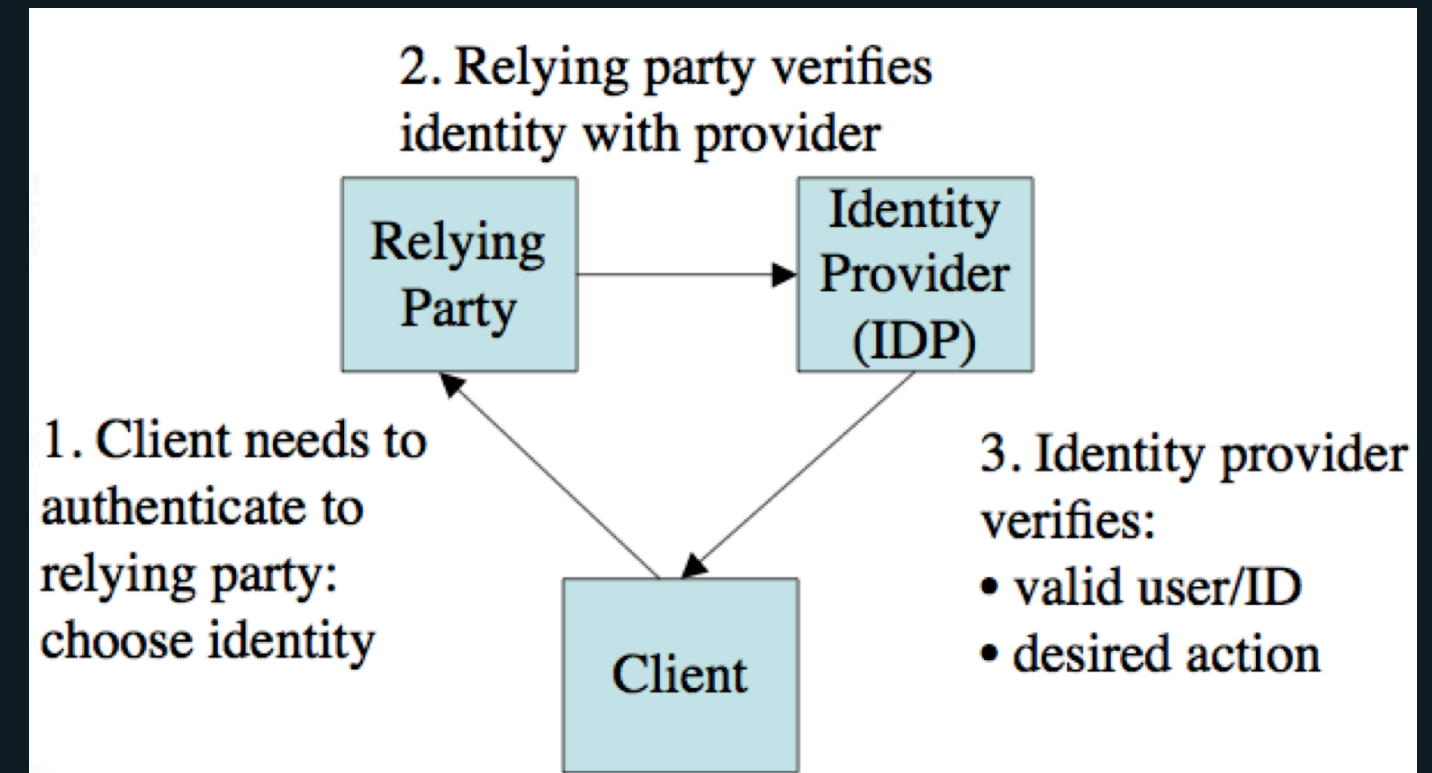 2. Relying party verifies
identity with provider
Relying
Party
Identity
Provider
(IDP)
1. Client needs to
authenticate to
relying party:
choose identity
3. Identity provider
verifies:
• valid user/ID
• desired action
Client